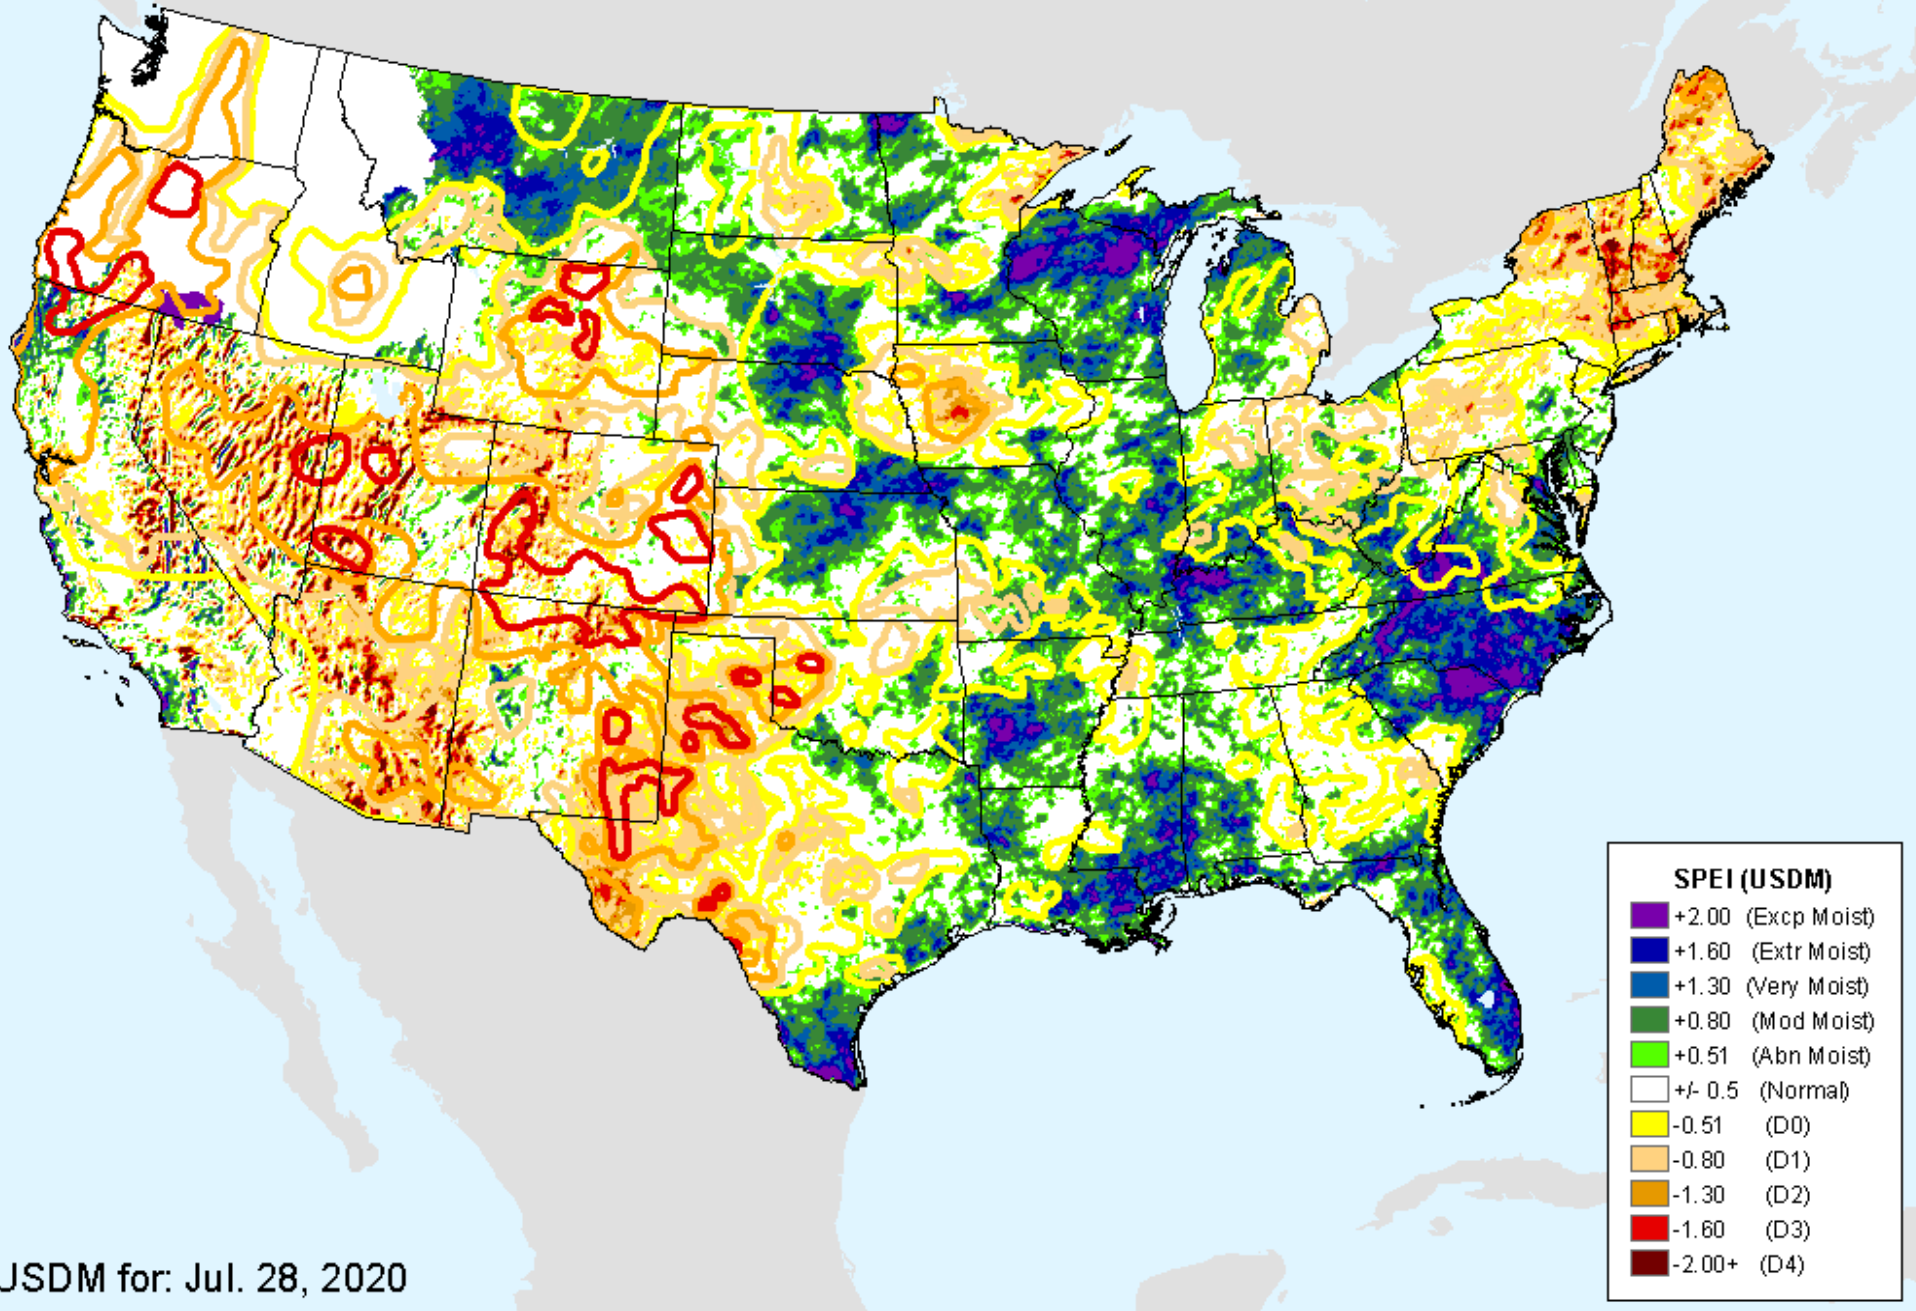 SPEI (USDM)
+2.00 (Excp Moist)
+1.60 (Extr Moist)
+1.30 (Very Moist)
+0.80 (Mod Moist)
+0.51 (Abn Moist)
+/- 0.5 (Normal)
-0.51 (D0)
-0.80 (D1)
-1.30 (D2)
-1.60 (D3)
-2.00+ (D4)
USDM for: Jul. 28, 2020